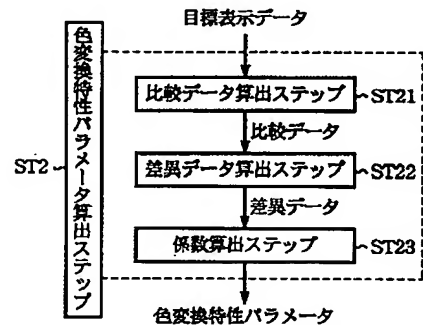 目標表示データ
ST2
色変換特性パラメータ算出ステップ
比較データ算出ステップ
ST21
比較データ
差異データ算出ステップ
ST22
差異データ
係数算出ステップ
ST23
色変換特性パラメータ